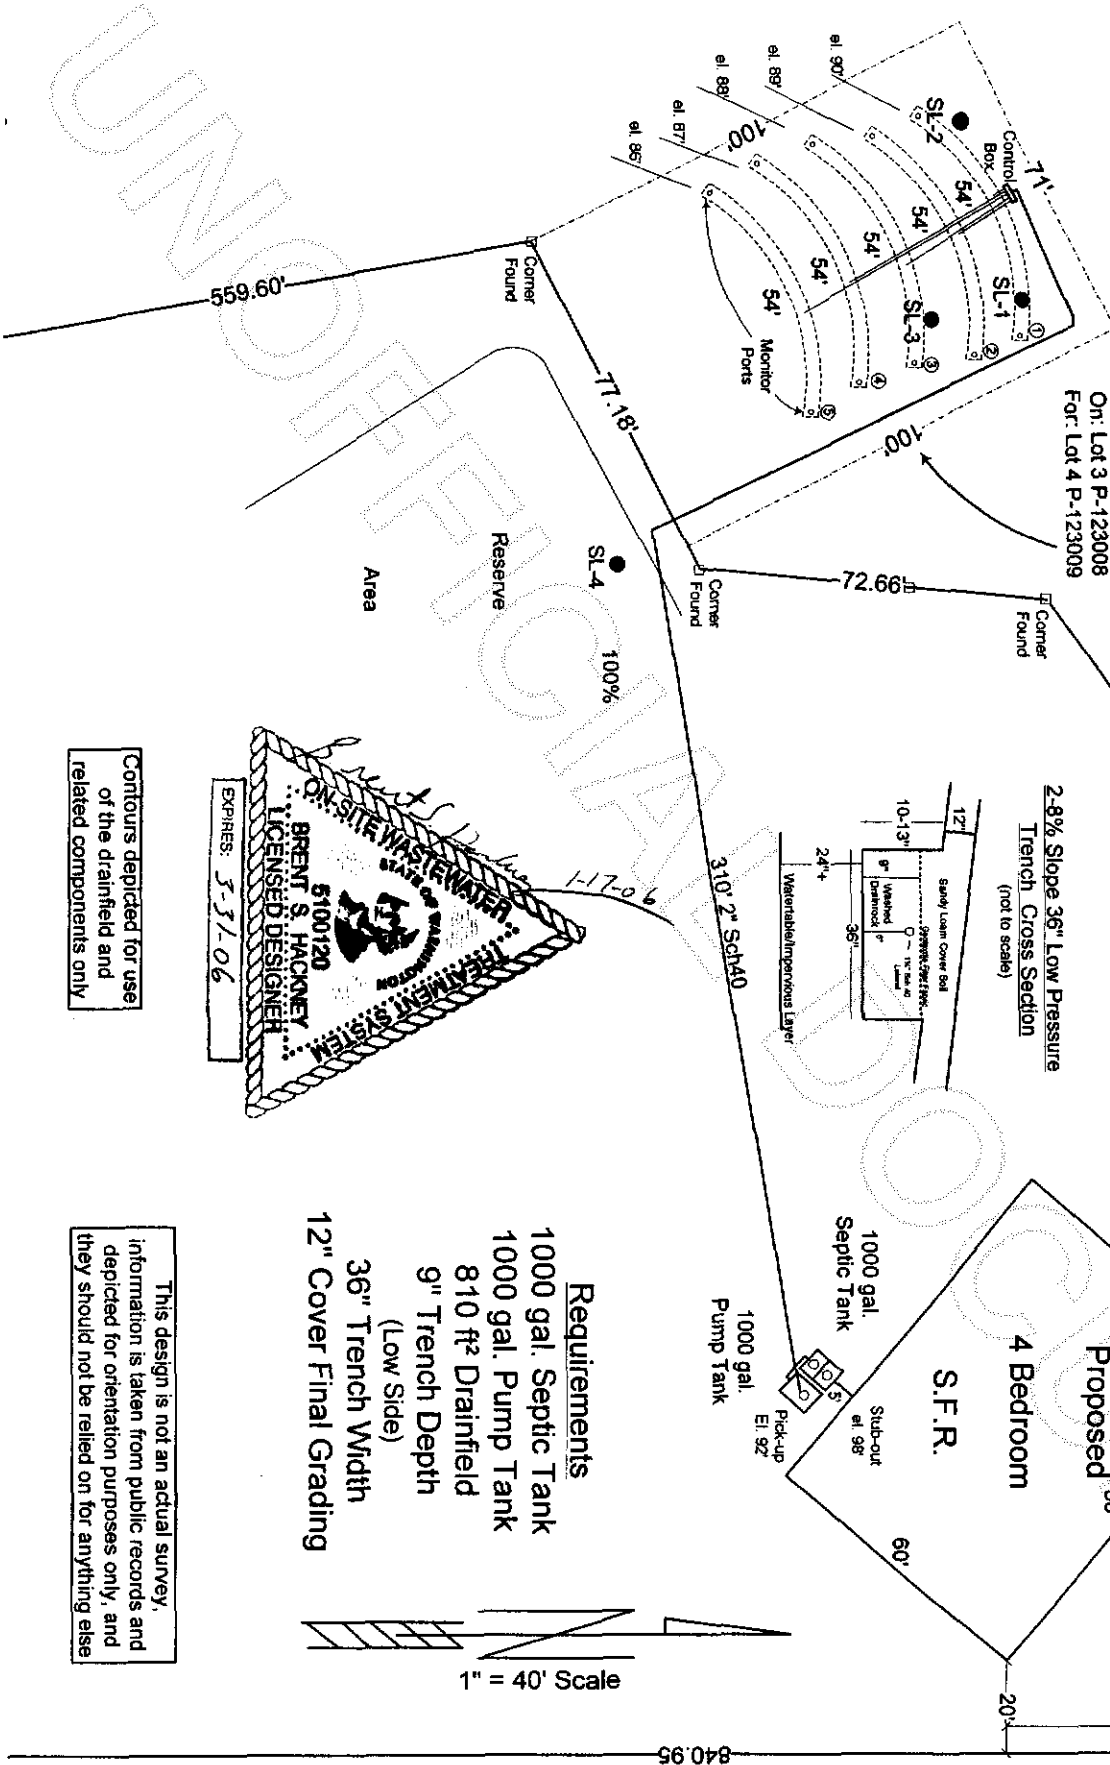 On: Lot 3 P-123008
For: Lot 4 P-123009
71'
100'
100'
Control
Box
SL-2
SL-1
SL-3
el. 90'
el. 89'
el. 88'
el. 87'
el. 86'
54'
54'
54'
54'
54'
1
2
3
4
5
Monitor
Ports
Corner
Found
559.60'
77.18'
Corner
Found
72.66'
Corner
Found
SL-4
100%
Reserve
Area
2-8% Slope 36" Low Pressure
Trench Cross Section
(not to scale)
12"
10-13"
Sandy Loam Cover Soil
9"
Washed
Drainrock
6"
24"+
36"
Watertable/Impervious Layer
310' 2" Sch40
Proposed
4 Bedroom
S.F.R.
60'
20'
840.95
Stub-out
el. 98'
5'
Pick-up
El. 92'
1000 gal.
Septic Tank
1000 gal.
Pump Tank
Requirements
1000 gal. Septic Tank
1000 gal. Pump Tank
810 ft² Drainfield
9" Trench Depth
(Low Side)
36" Trench Width
12" Cover Final Grading
1" = 40' Scale
1-17-06
ON-SITE WASTEWATER
TREATMENT SYSTEM
STATE OF WASHINGTON
5100120
BRENT S. HACKNEY
LICENSED DESIGNER
EXPIRES: 3-31-06
Contours depicted for use
of the drainfield and
related components only
This design is not an actual survey,
information is taken from public records and
depicted for orientation purposes only, and
they should not be relied on for anything else
UNOFFICIAL DOCU